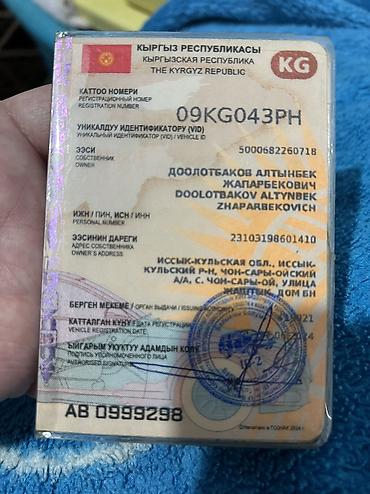 КЫРГЫЗ РЕСПУБЛИКАСЫ
КЫРГЫЗСКАЯ РЕСПУБЛИКА
THE KYRGYZ REPUBLIC
KG
КАТТОО НОМЕРИ
РЕГИСТРАЦИОННЫЙ НОМЕР
REGISTRATION NUMBER
09KG043PH
УНИКАЛДУУ ИДЕНТИФИКАТОРУ (VID)
УНИКАЛЬНЫЙ ИДЕНТИФИКАТОР (VID) / VEHICLE ID
5000682260718
ЭЭСИ
СОБСТВЕННИК
OWNER
ДООЛОТБАКОВ АЛТЫНБЕК
ЖАПАРБЕКОВИЧ
DOOLOTBAKOV ALTYNBEK
ZHAPARBEKOVICH
ИЖН / ПИН, ИСН / ИНН
PERSONAL NUMBER
23103198601410
ЭЭСИНИН ДАРЕГИ
АДРЕС СОБСТВЕННИКА
OWNER'S ADDRESS
ИССЫК-КУЛЬСКАЯ ОБЛ., ИССЫК-
КУЛЬСКИЙ Р-Н, ЧОН-САРЫ-ОЙСКИЙ
А/А, С. ЧОН-САРЫ-ОЙ, УЛИЦА
ЖАШТЫК, ДОМ БН
БЕРГЕН МЕКЕМЕ / ОРГАН ВЫДАЧИ / ISSUING
КАТТАЛГАН КҮНҮ / ДАТА РЕГИСТРАЦИИ
VEHICLE REGISTRATION DATE
ЫЙГАРЫМ УКУКТУУ АДАМДЫН КОЛУ
ПОДПИСЬ УПОЛНОМОЧЕННОГО ЛИЦА
AUTHORISED SIGNATURE
AB 0999298